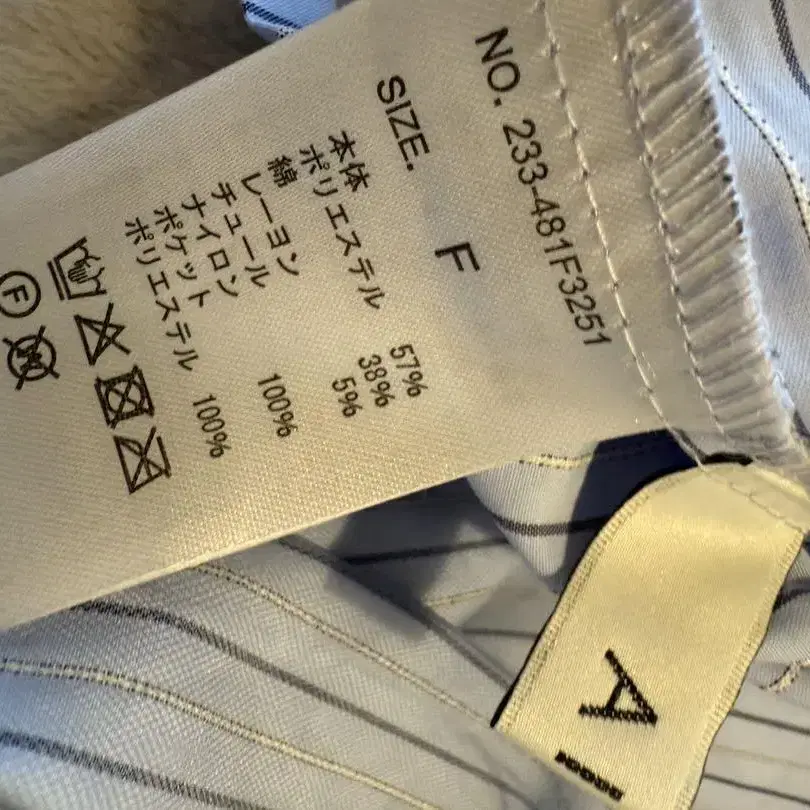 NO. 233-481F3251
SIZE. F
本体
ポリエステル 57%
綿 38%
レーヨン 5%
チュール
ナイロン 100%
ポケット
ポリエステル 100%
F
A